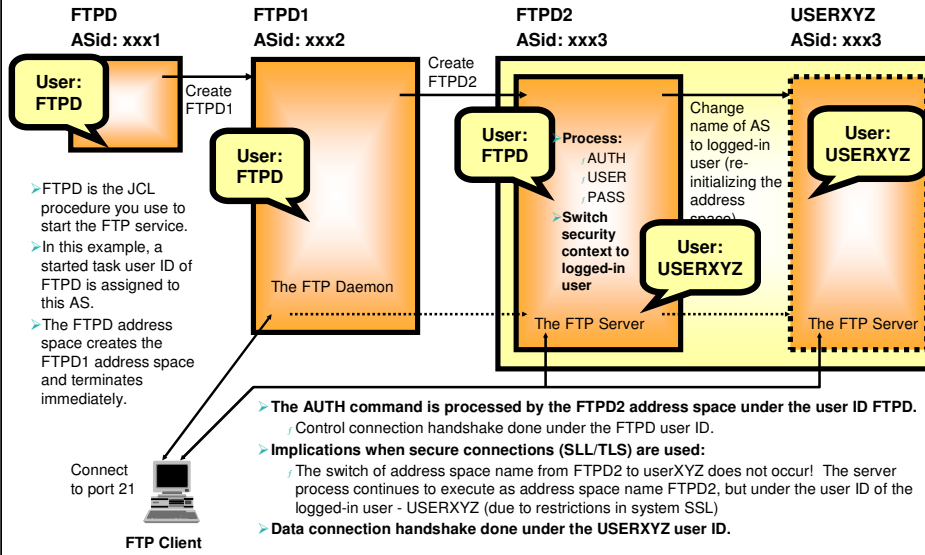 FTPD
ASid: xxx1
FTPD1
ASid: xxx2
FTPD2
ASid: xxx3
USERXYZ
ASid: xxx3
User:
FTPD
Create
FTPD1
User:
FTPD
The FTP Daemon
Create
FTPD2
User:
FTPD
Process:
AUTH
USER
PASS
Switch
security
context to
logged-in
user
User:
USERXYZ
The FTP Server
Change
name of AS
to logged-in
user (re-
initializing the
address
space)
User:
USERXYZ
The FTP Server
FTPD is the JCL
procedure you use to
start the FTP service.
In this example, a
started task user ID of
FTPD is assigned to
this AS.
The FTPD address
space creates the
FTPD1 address space
and terminates
immediately.
Connect
to port 21
FTP Client
The AUTH command is processed by the FTPD2 address space under the user ID FTPD.
Control connection handshake done under the FTPD user ID.
Implications when secure connections (SLL/TLS) are used:
The switch of address space name from FTPD2 to userXYZ does not occur! The server
process continues to execute as address space name FTPD2, but under the user ID of the
logged-in user - USERXYZ (due to restrictions in system SSL)
Data connection handshake done under the USERXYZ user ID.